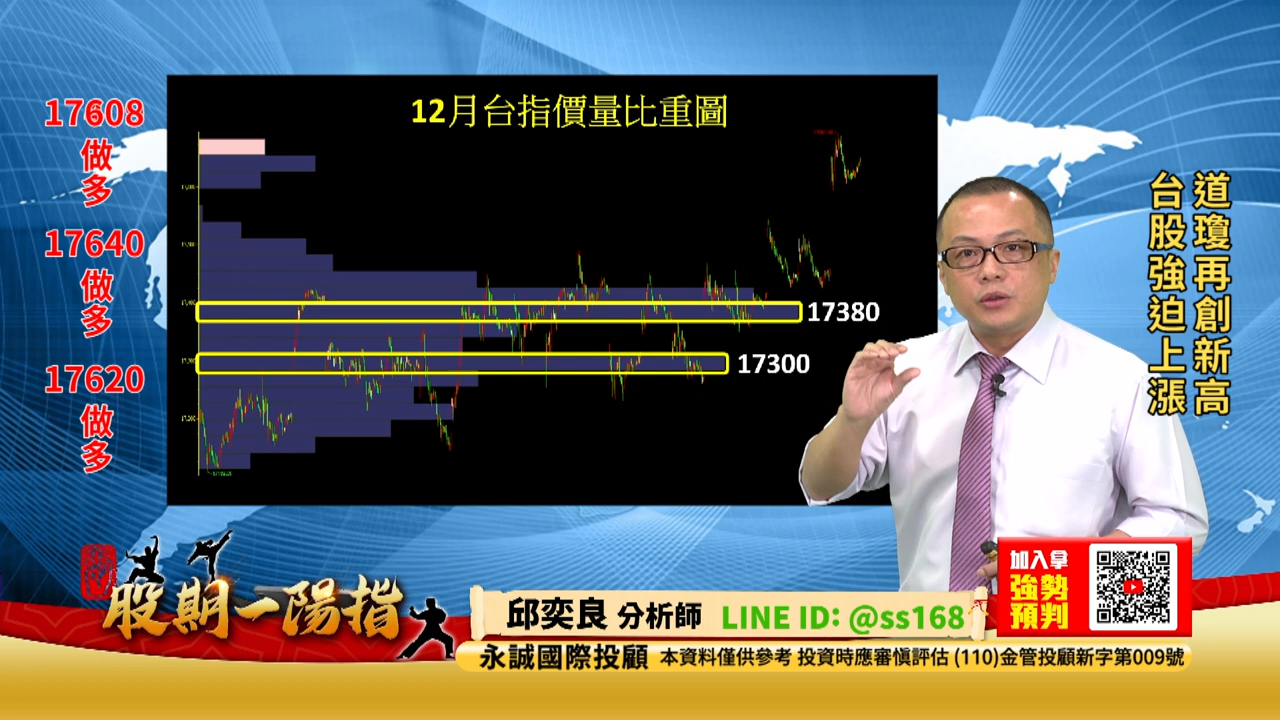 12月台指價量比重圖
17380
17300
17608
做多
17640
做多
17620
做多
道瓊再創新高
台股強迫上漲
股期一陽指
邱奕良 分析師 LINE ID: @ss168
加入拿
強勢
預判
永誠國際投顧 本資料僅供參考 投資時應審慎評估 (110)金管投顧新字第009號